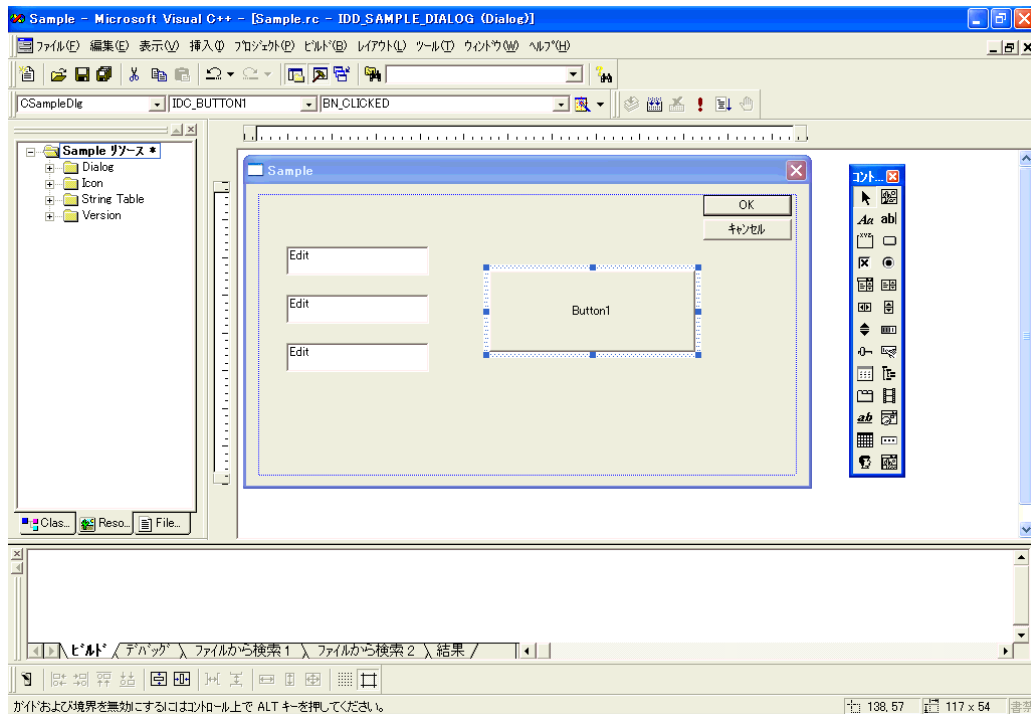 Sample - Microsoft Visual C++ - [Sample.rc - IDD_SAMPLE_DIALOG (Dialog)]
ﾌｧｲﾙ(F) 編集(E) 表示(V) 挿入(I) ﾌﾟﾛｼﾞｪｸﾄ(P) ﾋﾞﾙﾄﾞ(B) ﾚｲｱｳﾄ(L) ﾂｰﾙ(T) ｳｨﾝﾄﾞｳ(W) ﾍﾙﾌﾟ(H)
CSampleDlg IDC_BUTTON1 BN_CLICKED
Sample ﾘｿｰｽ *
Dialog
Icon
String Table
Version
Sample
OK
ｷｬﾝｾﾙ
Edit
Edit
Edit
Button1
ｺﾝﾄ...
Aa ab|
XYZ
ab
Clas... Reso... File...
ﾋﾞﾙﾄﾞ ﾃﾞﾊﾞｯｸﾞ ﾌｧｲﾙから検索 1 ﾌｧｲﾙから検索 2 結果
ｶﾞｲﾄﾞおよび境界を無効にするにはｺﾝﾄﾛｰﾙ上で ALT ｷｰを押してください。
138, 57 117 x 54